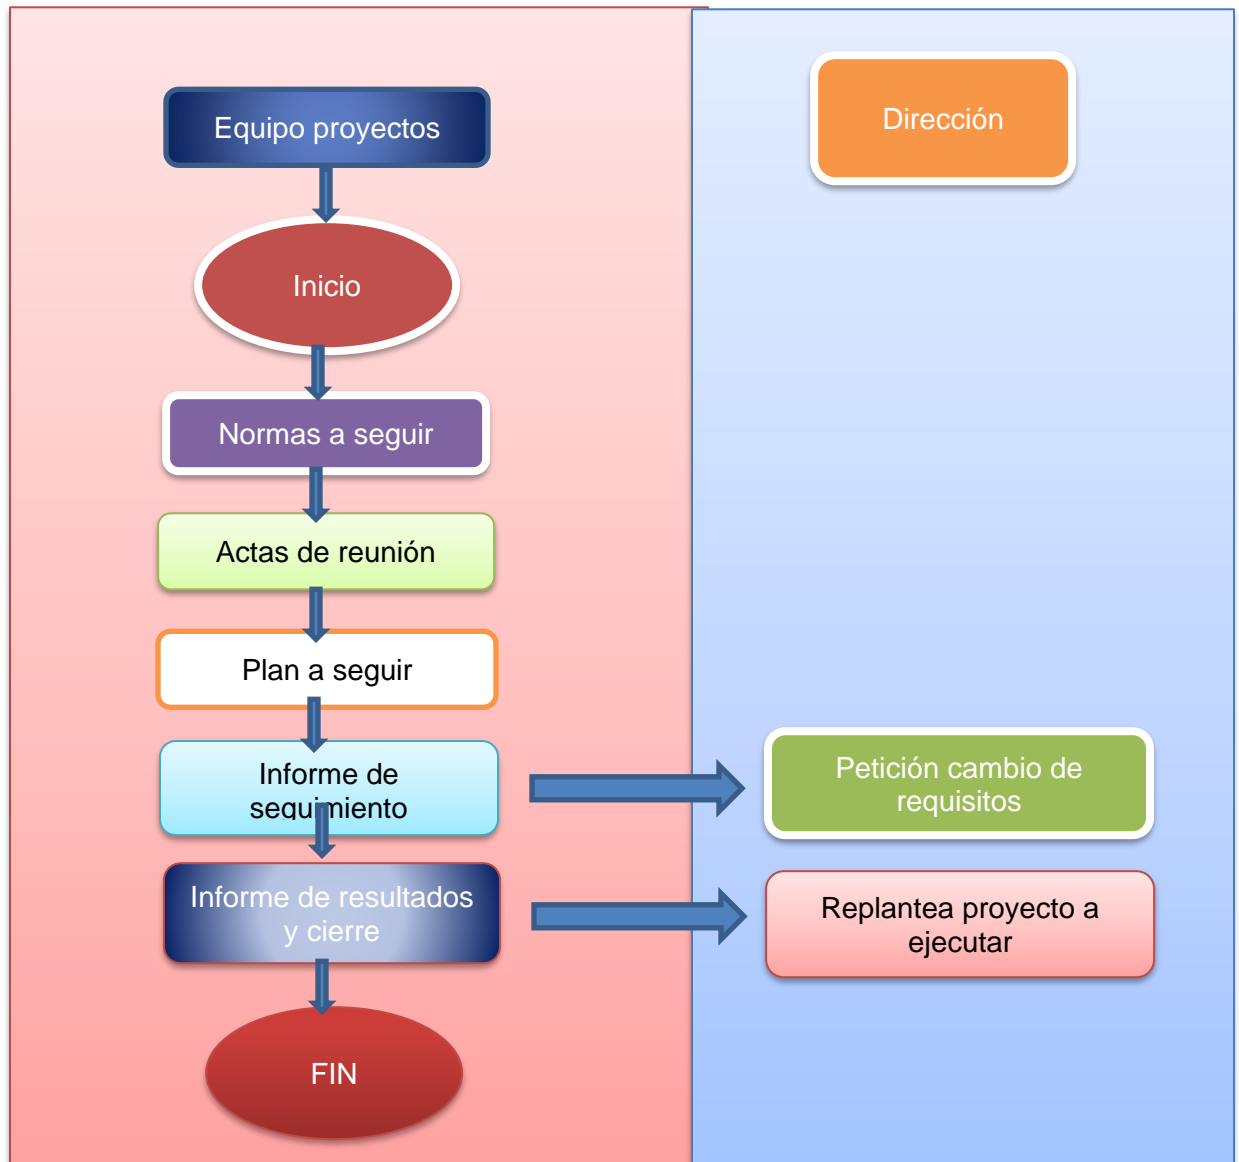 Equipo proyectos
Dirección
Inicio
Normas a seguir
Actas de reunión
Plan a seguir
Informe de
seguimiento
Petición cambio de
requisitos
Informe de resultados
y cierre
Replantea proyecto a
ejecutar
FIN